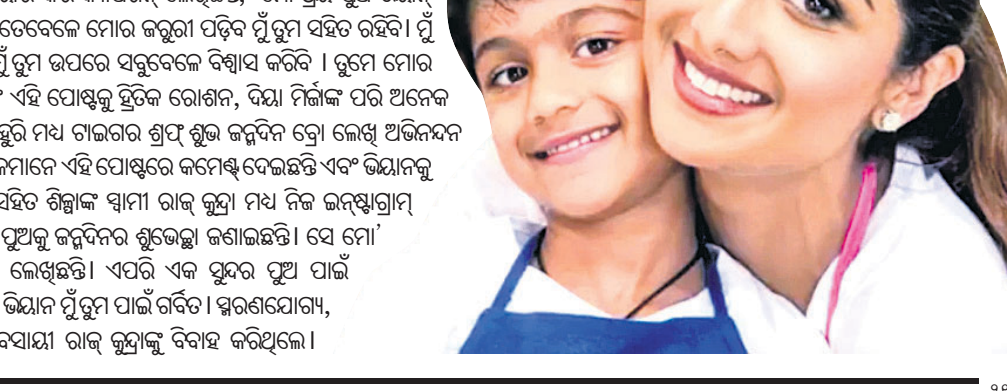 ତେବେଳେ ମୋର ଜରୁରୀ ପଡ଼ିବ ମୁଁ ତୁମ ସହିତ ରହିବି। ମୁଁ
ମୁଁ ତୁମ ଉପରେ ସବୁବେଳେ ବିଶ୍ୱାସ କରିବି । ତୁମେ ମୋର
ଏହି ପୋଷ୍ଟକୁ ହ୍ରିତିକ ରୋଶନ, ଦିୟା ମିର୍ଜାଙ୍କ ପରି ଅନେକ
ମଧ୍ୟ ଟାଇଗର ଶ୍ରଫ୍ ଶୁଭ ଜନ୍ମଦିନ ବ୍ରୋ ଲେଖି ଅଭିନନ୍ଦନ
ଏହି ପୋଷ୍ଟରେ କମେଣ୍ଟ ଦେଇଛନ୍ତି ଏବଂ ଭିୟାନକୁ
ସହିତ ଶିଳ୍ପାଙ୍କ ସ୍ୱାମୀ ରାଜ୍ କୁନ୍ଦ୍ରା ମଧ୍ୟ ନିଜ ଇନ୍‌ଷ୍ଟାଗ୍ରାମ୍
ପୁଅକୁ ଜନ୍ମଦିନର ଶୁଭେଚ୍ଛା ଜଣାଇଛନ୍ତି। ସେ ମୋ’
ଲେଖିଛନ୍ତି। ଏପରି ଏକ ସୁନ୍ଦର ପୁଅ ପାଇଁ
ଭିୟାନ ମୁଁ ତୁମ ପାଇଁ ଗର୍ବିତ। ସ୍ମରଣଯୋଗ୍ୟ,
ରାଜ୍ କୁନ୍ଦ୍ରାଙ୍କୁ ବିବାହ କରିଥିଲେ।